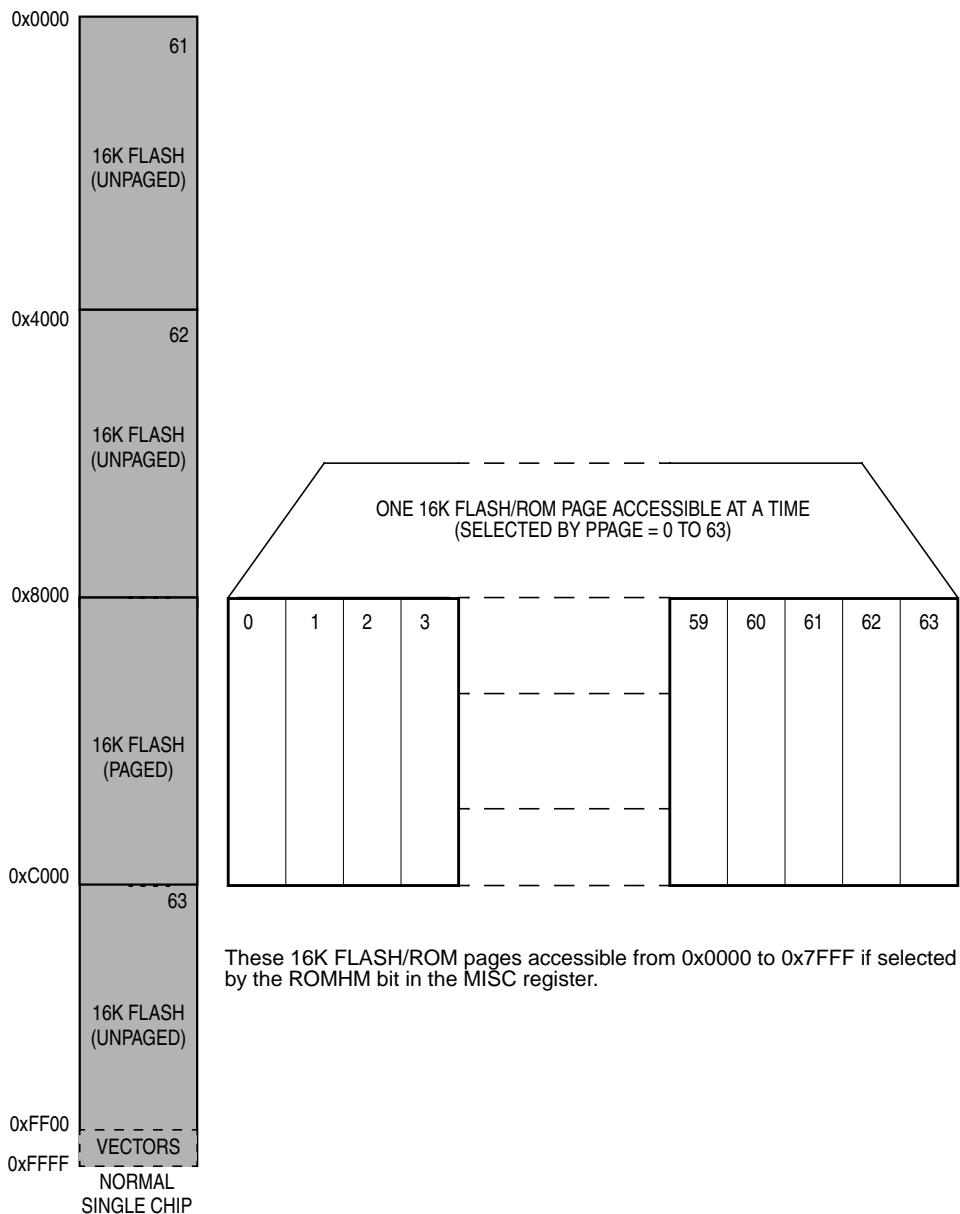 0x0000
61
16K FLASH
(UNPAGED)
0x4000
62
16K FLASH
(UNPAGED)
ONE 16K FLASH/ROM PAGE ACCESSIBLE AT A TIME
(SELECTED BY PPAGE = 0 TO 63)
0x8000
0 1 2 3 59 60 61 62 63
16K FLASH
(PAGED)
0xC000
63
These 16K FLASH/ROM pages accessible from 0x0000 to 0x7FFF if selected
by the ROMHM bit in the MISC register.
16K FLASH
(UNPAGED)
0xFF00
VECTORS
0xFFFF
NORMAL
SINGLE CHIP